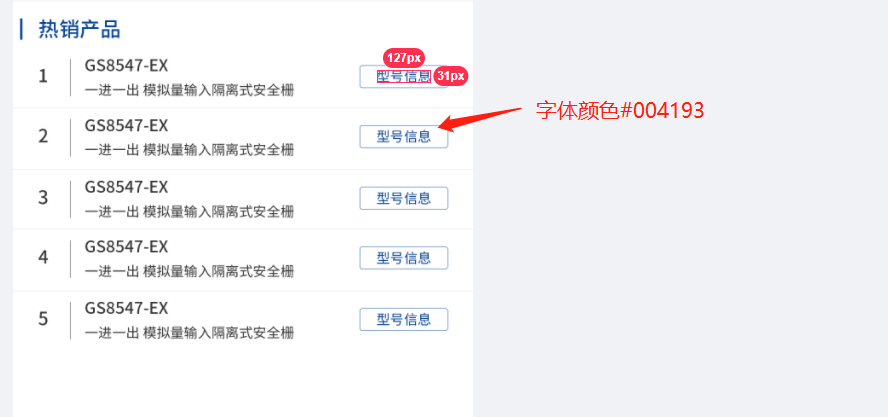 热销产品
127px
1
GS8547-EX
一进一出 模拟量输入隔离式安全栅
型号信息
31px
字体颜色#004193
2
GS8547-EX
一进一出 模拟量输入隔离式安全栅
型号信息
3
GS8547-EX
一进一出 模拟量输入隔离式安全栅
型号信息
4
GS8547-EX
一进一出 模拟量输入隔离式安全栅
型号信息
5
GS8547-EX
一进一出 模拟量输入隔离式安全栅
型号信息